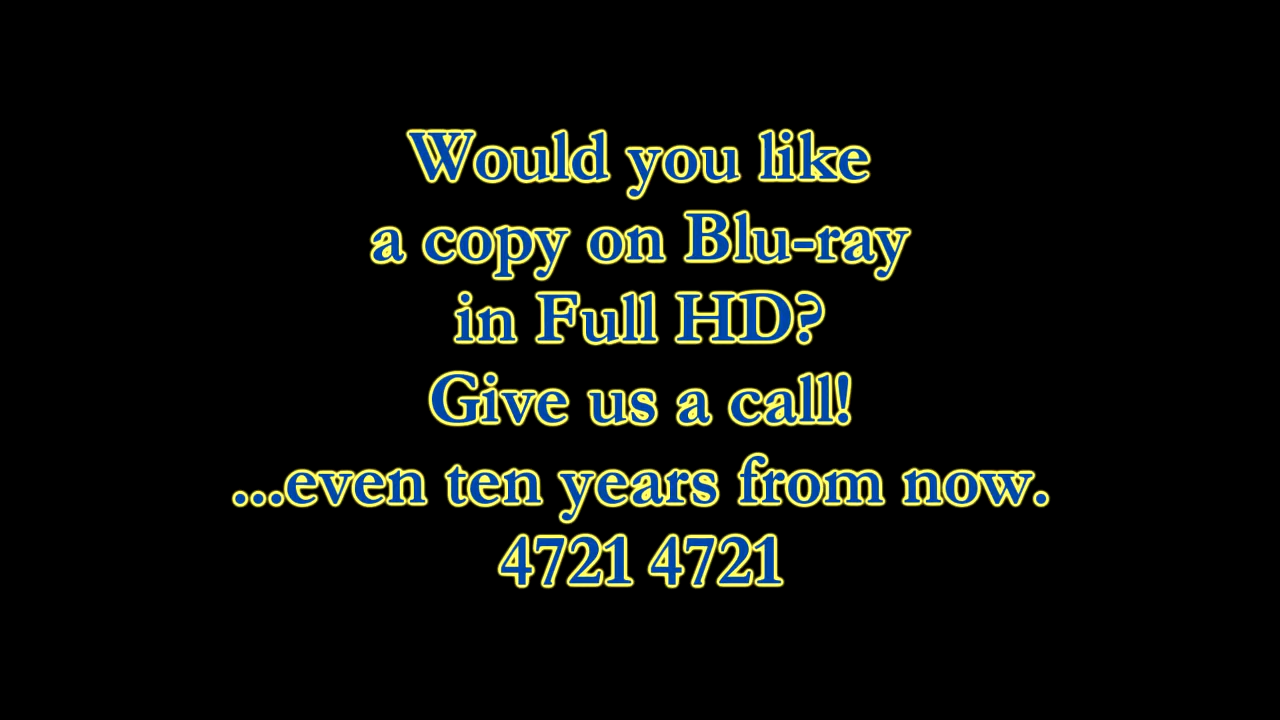 Would you like
a copy on Blu-ray
in Full HD?
Give us a call!
...even ten years from now.
4721 4721